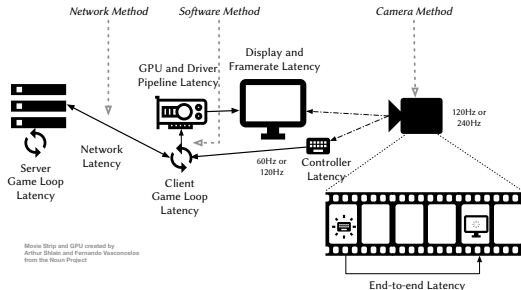 Network Method
Software Method
Camera Method
GPU and Driver
Pipeline Latency
Display and
Framerate Latency
120Hz or
240Hz
Server
Game Loop
Latency
Network
Latency
Client
Game Loop
Latency
60Hz or
120Hz
Controller
Latency
Movie Strip and GPU created by
Arthur Shlain and Fernando Vasconcelos
from the Noun Project
End-to-end Latency